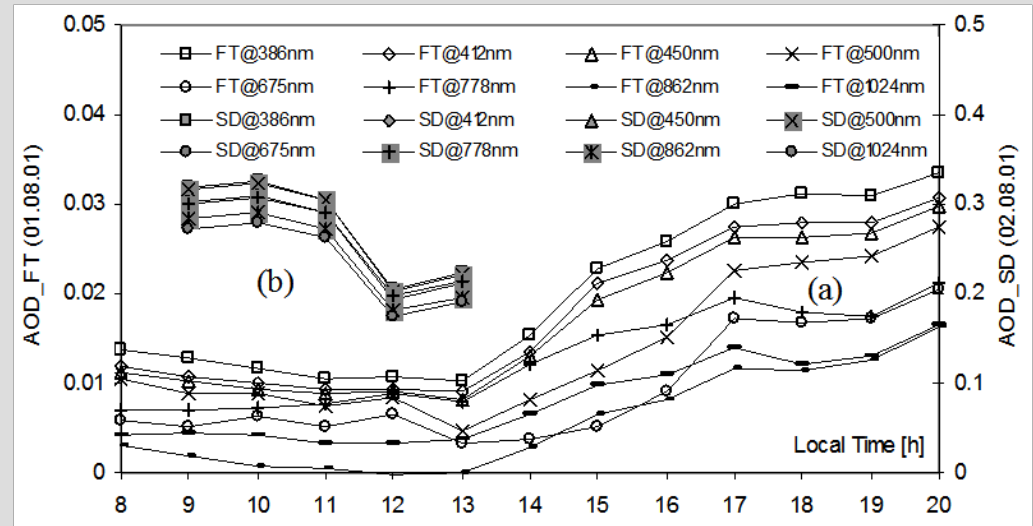 0.05
0.04
0.03
0.02
0.01
0
AOD_FT (01.08.01)
FT@386nm FT@412nm FT@450nm FT@500nm
FT@675nm FT@778nm FT@862nm FT@1024nm
SD@386nm SD@412nm SD@450nm SD@500nm
SD@675nm SD@778nm SD@862nm SD@1024nm
(b)
(a)
Local Time [h]
0.5
0.4
0.3
0.2
0.1
0
AOD_SD (02.08.01)
8 9 10 11 12 13 14 15 16 17 18 19 20